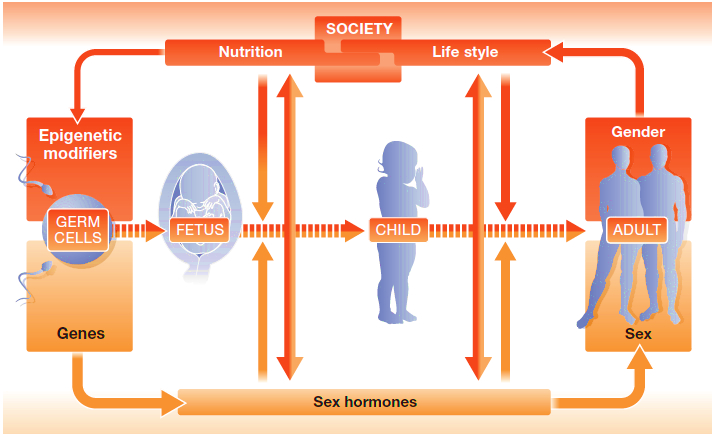 SOCIETY
Nutrition
Life style
Epigenetic
modifiers
Gender
GERM
CELLS
FETUS
CHILD
ADULT
Genes
Sex
Sex hormones